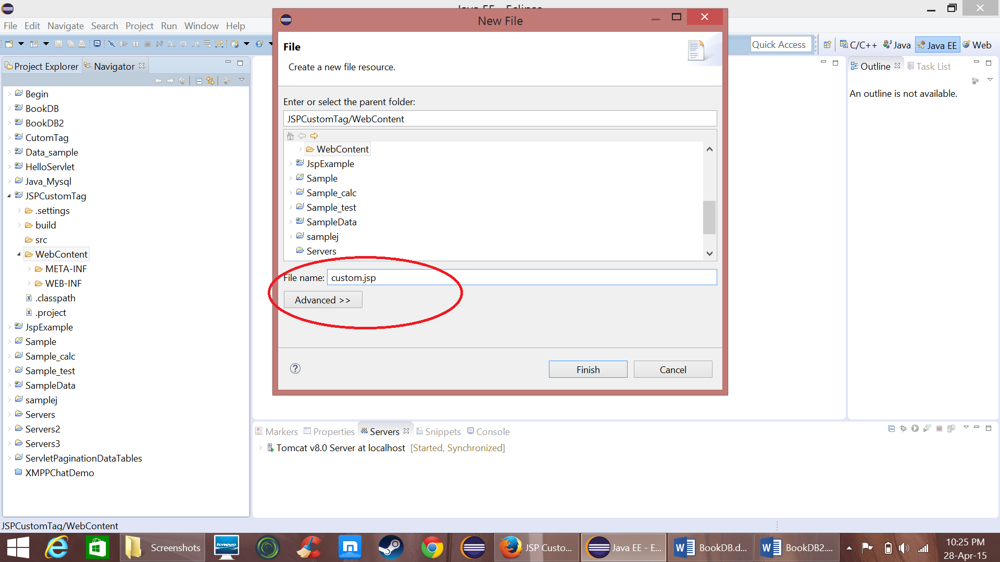 Java EE - Eclipse
File Edit Navigate Search Project Run Window Help
Quick Access
C/C++
Java
Java EE
Web
Project Explorer
Navigator
Begin
BookDB
BookDB2
CutomTag
Data_sample
HelloServlet
Java_Mysql
JSPCustomTag
.settings
build
src
WebContent
META-INF
WEB-INF
.classpath
.project
JspExample
Sample
Sample_calc
Sample_test
SampleData
samplej
Servers
Servers2
Servers3
ServletPaginationDataTables
XMPPChatDemo
New File
File
Create a new file resource.
Enter or select the parent folder:
JSPCustomTag/WebContent
WebContent
JspExample
Sample
Sample_calc
Sample_test
SampleData
samplej
Servers
File name: custom.jsp
Advanced >>
Finish
Cancel
Outline
Task List
An outline is not available.
Markers
Properties
Servers
Snippets
Console
Tomcat v8.0 Server at localhost [Started, Synchronized]
JSPCustomTag/WebContent
Screenshots
lenovo
JSP Custo...
Java EE - E...
BookDB.d...
BookDB2....
10:25 PM
28-Apr-15